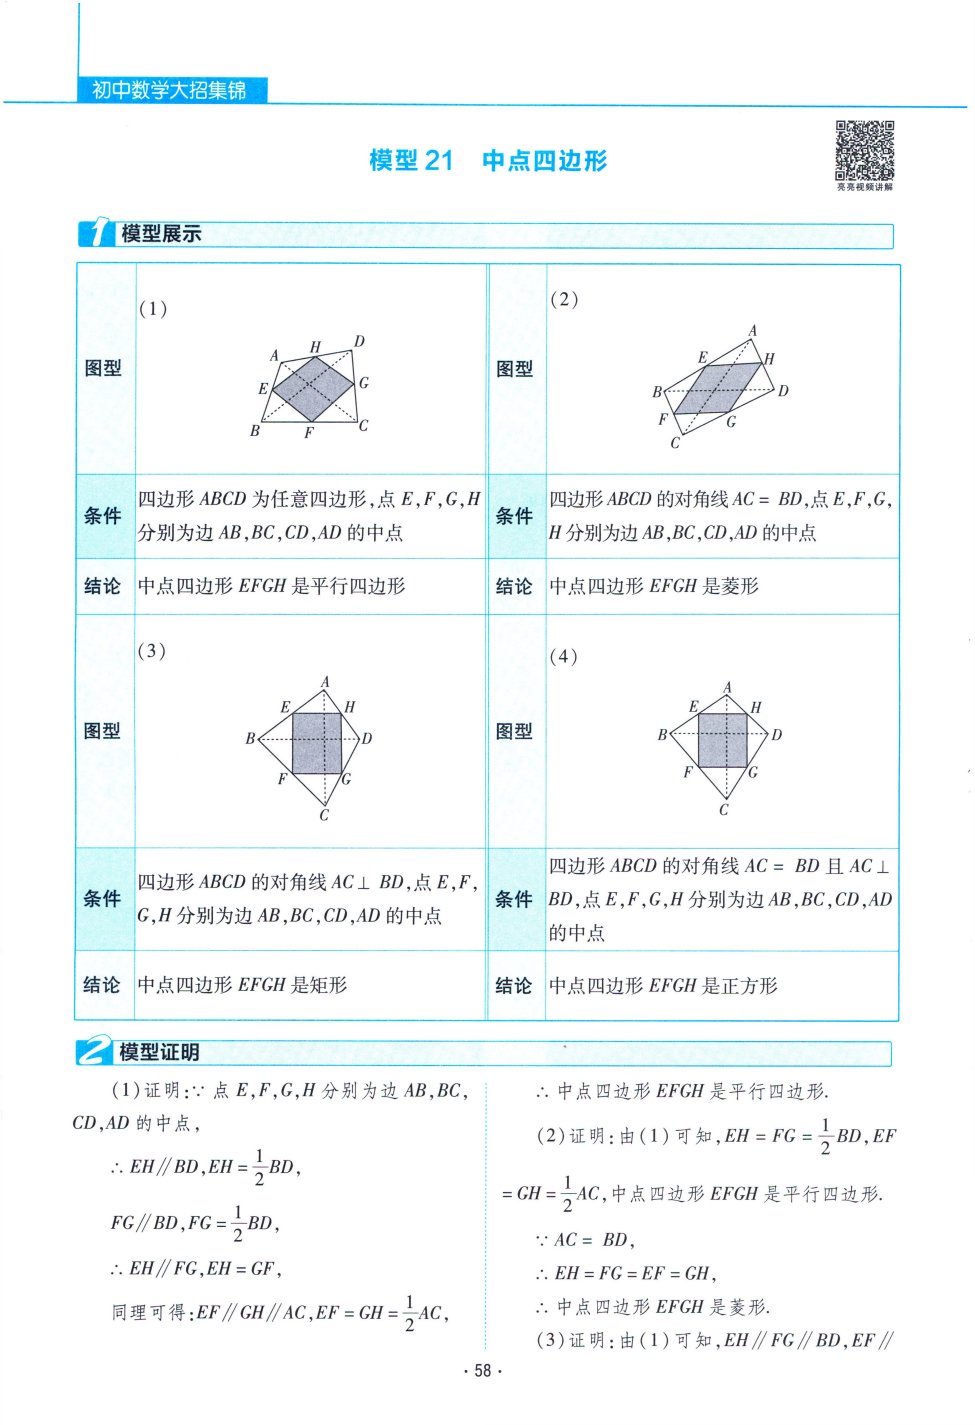 初中数学大招集锦
模型 21 中点四边形
亮亮视频讲解
1 模型展示
图型
(1)
A
H
D
E
G
B
F
C
图型
(2)
A
E
H
B
D
F
G
C
条件
四边形 ABCD 为任意四边形,点 E,F,G,H
分别为边 AB,BC,CD,AD 的中点
条件
四边形 ABCD 的对角线 AC = BD,点 E,F,G,
H 分别为边 AB,BC,CD,AD 的中点
结论
中点四边形 EFGH 是平行四边形
结论
中点四边形 EFGH 是菱形
图型
(3)
A
E
H
B
D
F
G
C
图型
(4)
A
E
H
B
D
F
G
C
条件
四边形 ABCD 的对角线 AC⊥ BD,点 E,F,
G,H 分别为边 AB,BC,CD,AD 的中点
条件
四边形 ABCD 的对角线 AC = BD 且 AC⊥
BD,点 E,F,G,H 分别为边 AB,BC,CD,AD
的中点
结论
中点四边形 EFGH 是矩形
结论
中点四边形 EFGH 是正方形
2 模型证明
(1)证明:∵ 点 E,F,G,H 分别为边 AB,BC,
CD,AD 的中点,
∴ EH∥BD,EH = 1/2 BD,
FG∥BD,FG = 1/2 BD,
∴ EH∥FG,EH = GF,
同理可得:EF∥GH∥AC,EF = GH = 1/2 AC,
∴ 中点四边形 EFGH 是平行四边形.
(2)证明:由(1)可知,EH = FG = 1/2 BD,EF
= GH = 1/2 AC,中点四边形 EFGH 是平行四边形.
∵ AC = BD,
∴ EH = FG = EF = GH,
∴ 中点四边形 EFGH 是菱形.
(3)证明:由(1)可知,EH∥FG∥BD,EF∥
· 58 ·